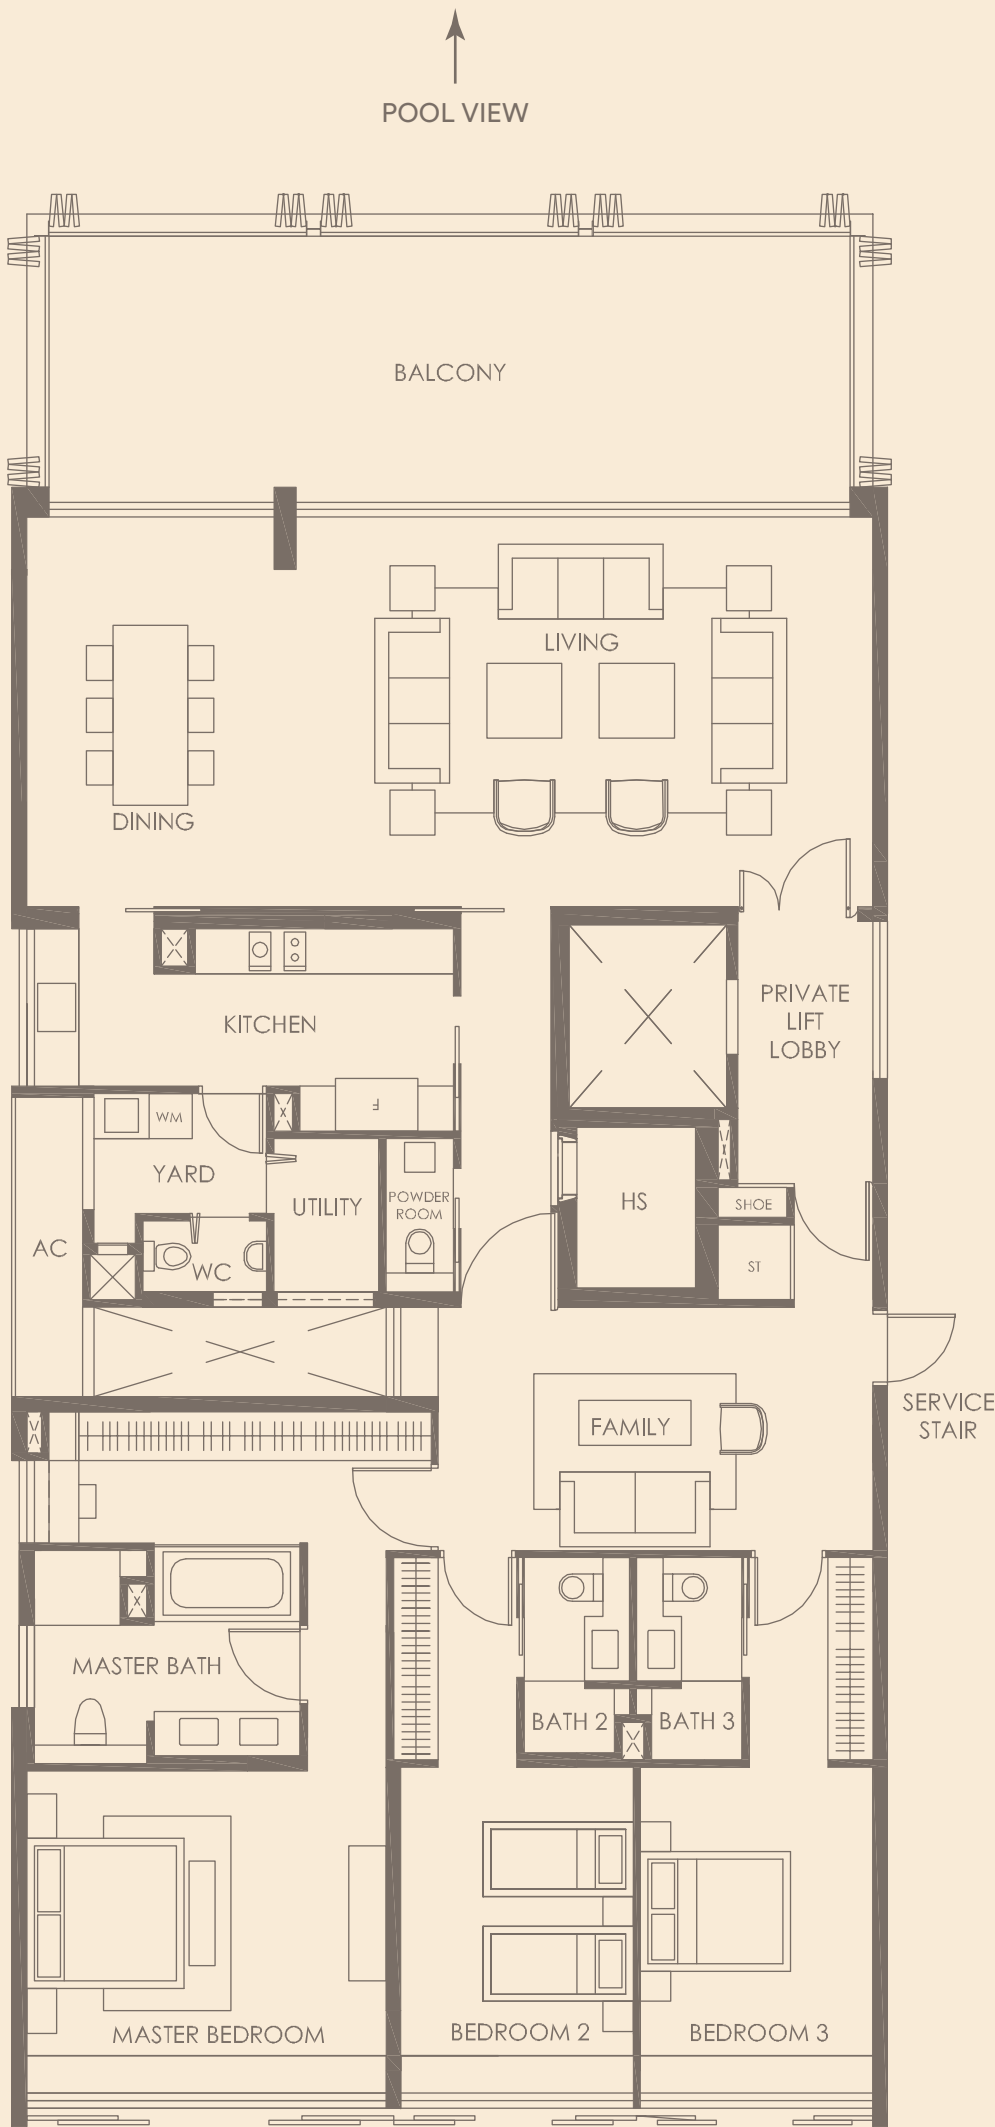 POOL VIEW
BALCONY
LIVING
DINING
PRIVATE
LIFT
LOBBY
KITCHEN
F
WM
YARD
UTILITY
POWDER
ROOM
HS
SHOE
AC
WC
ST
SERVICE
STAIR
FAMILY
MASTER BATH
BATH 2
BATH 3
MASTER BEDROOM
BEDROOM 2
BEDROOM 3